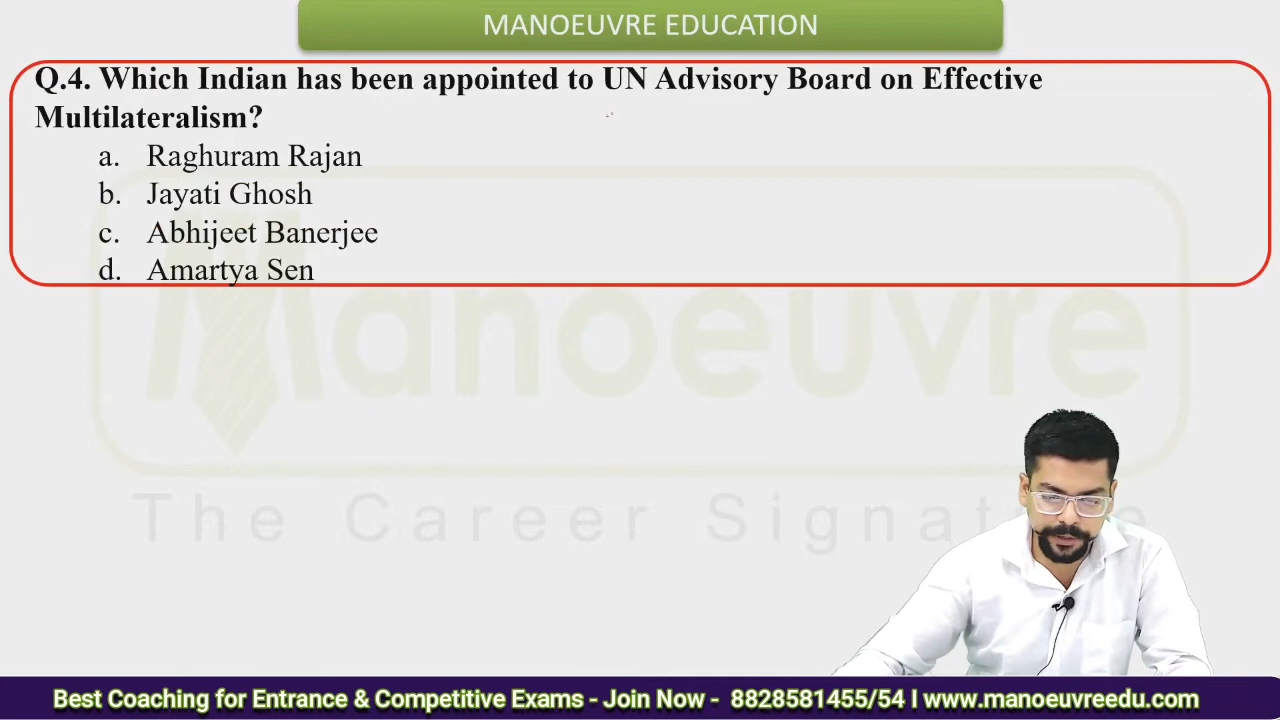 MANOEUVRE EDUCATION
Q.4. Which Indian has been appointed to UN Advisory Board on Effective
Multilateralism?
a. Raghuram Rajan
b. Jayati Ghosh
c. Abhijeet Banerjee
d. Amartya Sen
Manoeuvre
The Career Signature
Best Coaching for Entrance & Competitive Exams - Join Now - 8828581455/54 I www.manoeuvreedu.com